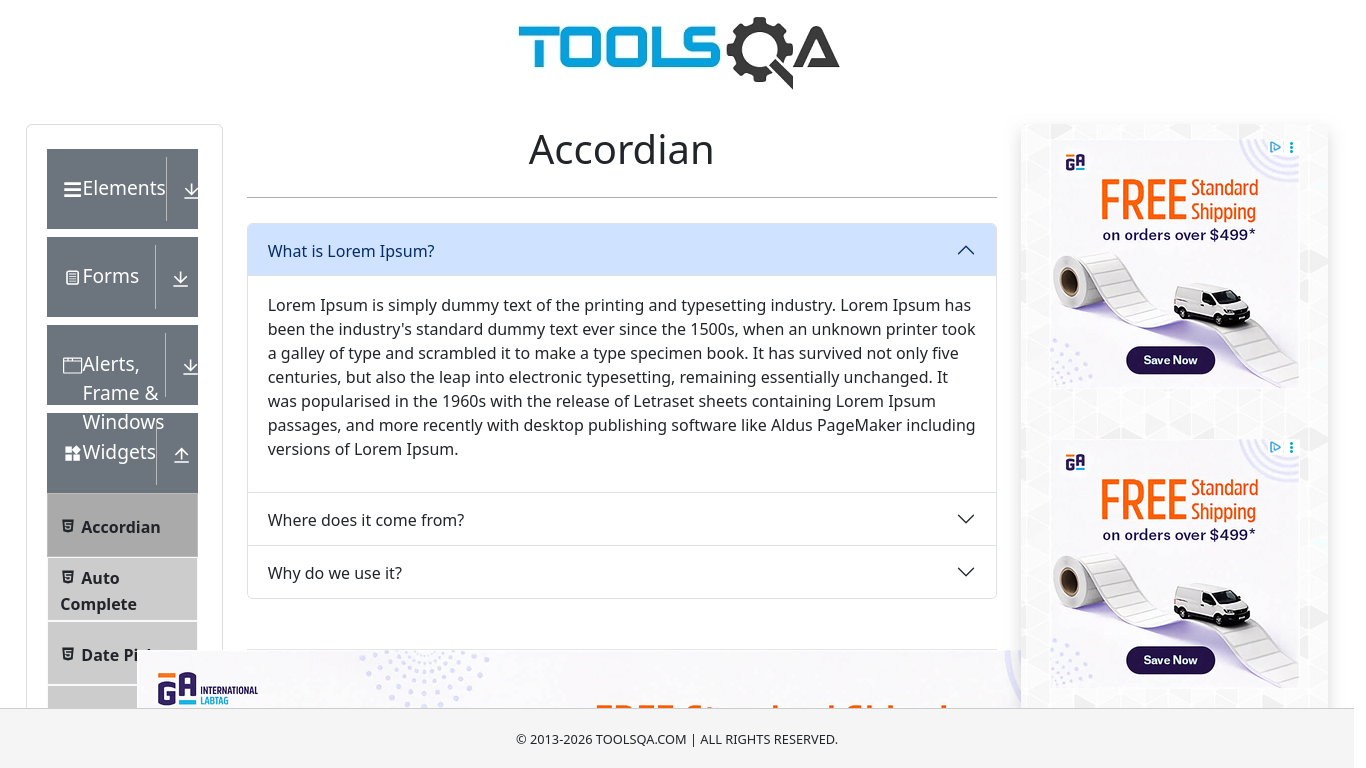 TOOLSQA
Elements
Forms
Alerts,
Frame &
Windows
Widgets
Accordian
Auto
Complete
Accordian
What is Lorem Ipsum?
Lorem Ipsum is simply dummy text of the printing and typesetting industry. Lorem Ipsum has
been the industry's standard dummy text ever since the 1500s, when an unknown printer took
a galley of type and scrambled it to make a type specimen book. It has survived not only five
centuries, but also the leap into electronic typesetting, remaining essentially unchanged. It
was popularised in the 1960s with the release of Letraset sheets containing Lorem Ipsum
passages, and more recently with desktop publishing software like Aldus PageMaker including
versions of Lorem Ipsum.
Where does it come from?
Why do we use it?
GA
FREE Standard
Shipping
on orders over $499*
Save Now
GA
FREE Standard
Shipping
on orders over $499*
Save Now
Date
GA INTERNATIONAL
LABTAG
© 2013-2026 TOOLSQA.COM | ALL RIGHTS RESERVED.